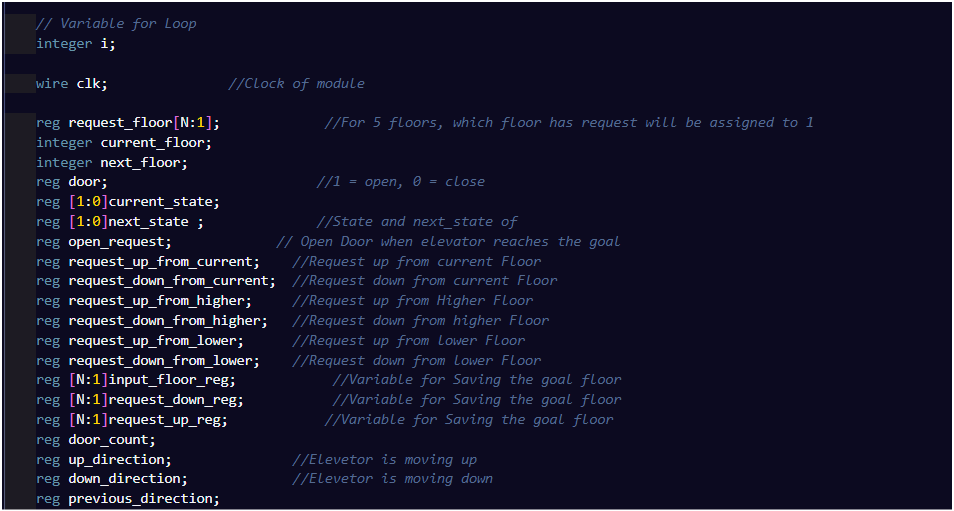 // Variable for Loop
integer i;
wire clk; //Clock of module
reg request_floor[N:1]; //For 5 floors, which floor has request will be assigned to 1
integer current_floor;
integer next_floor;
reg door; //1 = open, 0 = close
reg [1:0]current_state;
reg [1:0]next_state ; //State and next_state of
reg open_request; // Open Door when elevator reaches the goal
reg request_up_from_current; //Request up from current Floor
reg request_down_from_current; //Request down from current Floor
reg request_up_from_higher; //Request up from Higher Floor
reg request_down_from_higher; //Request down from higher Floor
reg request_up_from_lower; //Request up from lower Floor
reg request_down_from_lower; //Request down from lower Floor
reg [N:1]input_floor_reg; //Variable for Saving the goal floor
reg [N:1]request_down_reg; //Variable for Saving the goal floor
reg [N:1]request_up_reg; //Variable for Saving the goal floor
reg door_count;
reg up_direction; //Elevetor is moving up
reg down_direction; //Elevetor is moving down
reg previous_direction;